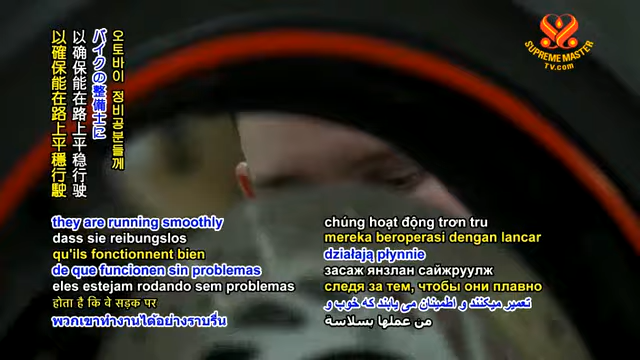 오토바이 정비공분들께
バイクの整備士に
以确保能在路上平稳行驶
以確保能在路上平穩行駛
SUPREME MASTER
TV.com
they are running smoothly
dass sie reibungslos
qu'ils fonctionnent bien
de que funcionen sin problemas
eles estejam rodando sem problemas
होता है कि वे सड़क पर
พวกเขาทำงานได้อย่างราบรื่น
chúng hoạt động trơn tru
mereka beroperasi dengan lancar
działają płynnie
засаж янзлан сайжруулж
следя за тем, чтобы они плавно
تعمیر میکنند و اطمینان می یابند که خوب و
من عملها بسلاسة